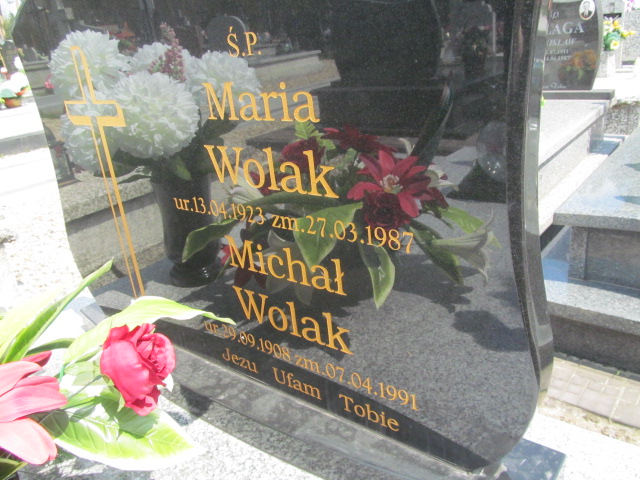 Ś.P.
Maria
Wolak
ur.13.04.1923 zm.27.03.1987
Michał
Wolak
ur.29.09.1908 zm.07.04.1991
Jezu Ufam Tobie